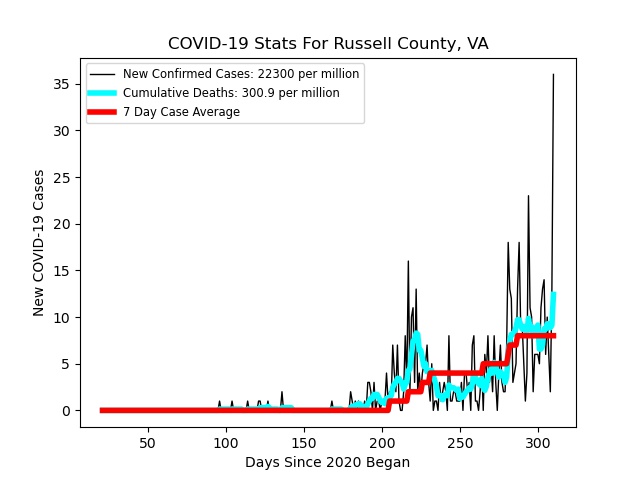 COVID-19 Stats For Russell County, VA
New Confirmed Cases: 22300 per million
Cumulative Deaths: 300.9 per million
7 Day Case Average
New COVID-19 Cases
35
30
25
20
15
10
5
0
50 100 150 200 250 300
Days Since 2020 Began